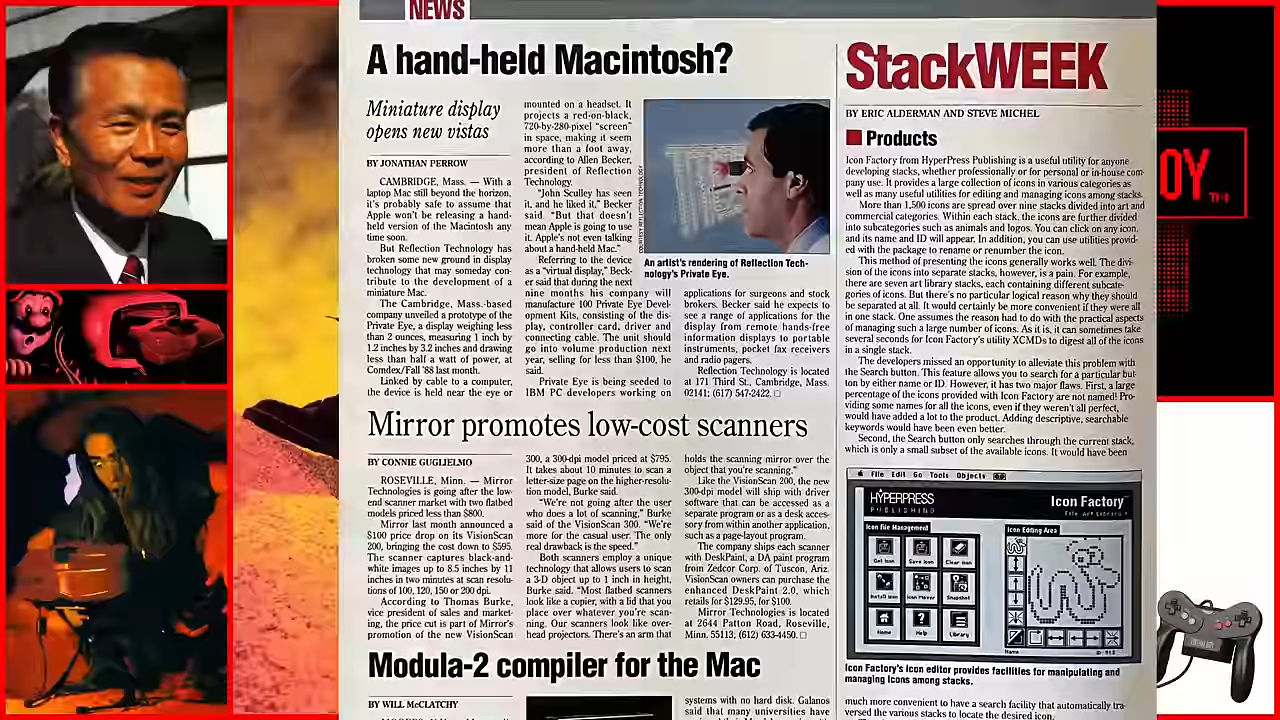 NEWS
A hand-held Macintosh?
Miniature display
opens new vistas
BY JONATHAN PERROW
CAMBRIDGE, Mass. — With a
laptop Mac still beyond the horizon,
it's probably safe to assume that
Apple won't be releasing a hand-
held version of the Macintosh any
time soon.
But Reflection Technology has
broken some new ground in display
technology that may someday con-
tribute to the development of a
miniature Mac.
The Cambridge, Mass.-based
company unveiled a prototype of the
Private Eye, a display weighing less
than 2 ounces, measuring 1 inch by
1.2 inches by 3.2 inches and drawing
less than half a watt of power, at
Comdex/Fall '88 last month.
Linked by cable to a computer,
the device is held near the eye or
mounted on a headset. It
projects a red-on-black,
720-by-280-pixel "screen"
in space, making it seem
more than a foot away,
according to Allen Becker,
president of Reflection
Technology.
"John Sculley has seen
it, and he liked it," Becker
said. "But that doesn't
mean Apple is going to use
it. Apple's not even talking
about a hand-held Mac."
Referring to the device
as a "virtual display," Beck-
er said that during the next
nine months his company will
manufacture 100 Private Eye Devel-
opment Kits, consisting of the dis-
play, controller card, driver and
connecting cable. The unit should
go into volume production next
year, selling for less than $100, he
said.
Private Eye is being seeded to
IBM PC developers working on
COURTESY REFLECTION TECHNOLOGY
An artist's rendering of Reflection Tech-
nology's Private Eye.
applications for surgeons and stock
brokers. Becker said he expects to
see a range of applications for the
display from remote hands-free
information displays to portable
instruments, pocket fax receivers
and radio pagers.
Reflection Technology is located
at 171 Third St., Cambridge, Mass.
02141; (617) 547-2422. □
Mirror promotes low-cost scanners
BY CONNIE GUGLIELMO
ROSEVILLE, Minn. — Mirror
Technologies is going after the low-
end scanner market with two flatbed
models priced less than $800.
Mirror last month announced a
$100 price drop on its VisionScan
200, bringing the cost down to $595.
The scanner captures black-and-
white images up to 8.5 inches by 11
inches in two minutes at scan resolu-
tions of 100, 120, 150 or 200 dpi.
According to Thomas Burke,
vice president of sales and market-
ing, the price cut is part of Mirror's
promotion of the new VisionScan
300, a 300-dpi model priced at $795.
It takes about 10 minutes to scan a
letter-size page on the higher-resolu-
tion model, Burke said.
"We're not going after the user
who does a lot of scanning," Burke
said of the VisionScan 300. "We're
more for the casual user. The only
real drawback is the speed."
Both scanners employ a unique
technology that allows users to scan
a 3-D object up to 1 inch in height,
Burke said. "Most flatbed scanners
look like a copier, with a lid that you
place over whatever you're scan-
ning. Our scanners look like over-
head projectors. There's an arm that
holds the scanning mirror over the
object that you're scanning."
Like the VisionScan 200, the new
300-dpi model will ship with driver
software that can be accessed as a
separate program or as a desk acces-
sory from within another application,
such as a page-layout program.
The company ships each scanner
with DeskPaint, a DA paint program
from Zedcor Corp. of Tuscon, Ariz.
VisionScan owners can purchase the
enhanced DeskPaint 2.0, which
retails for $129.95, for $100.
Mirror Technologies is located
at 2644 Patton Road, Roseville,
Minn. 55113, (612) 633-4450. □
Modula-2 compiler for the Mac
BY WILL McCLATCHY
systems with no hard disk. Galanos
said that many universities have
StackWEEK
BY ERIC ALDERMAN AND STEVE MICHEL
Products
Icon Factory from HyperPress Publishing is a useful utility for anyone
developing stacks, whether professionally or for personal or in-house com-
pany use. It provides a large collection of icons in various categories as
well as many useful utilities for editing and managing icons among stacks.
More than 1,500 icons are spread over nine stacks divided into art and
commercial categories. Within each stack, the icons are further divided
into subcategories such as animals and logos. You can click on any icon,
and its name and ID will appear. In addition, you can use utilities provid-
ed with the package to rename or renumber the icon.
This method of presenting the icons generally works well. The divi-
sion of the icons into separate stacks, however, is a pain. For example,
there are seven art library stacks, each containing different subcate-
gories of icons. But there's no particular logical reason why they should
be separated at all. It would certainly be more convenient if they were all
in one stack. One assumes the reason had to do with the practical aspects
of managing such a large number of icons. As it is, it can sometimes take
several seconds for Icon Factory's utility XCMDs to digest all of the icons
in a single stack.
The developers missed an opportunity to alleviate this problem with
the Search button. This feature allows you to search for a particular but-
ton by either name or ID. However, it has two major flaws. First, a large
percentage of the icons provided with Icon Factory are not named! Pro-
viding some names for all the icons, even if they weren't all perfect,
would have added a lot to the product. Adding descriptive, searchable
keywords would have been even better.
Second, the Search button only searches through the current stack,
which is only a small subset of the available icons. It would have been
File Edit Go Tools Objects
HYPERPRESS
PUBLISHING
Icon Factory
File Art Library
Icon File Management
Icon Editing Area
Get Icon Save Icon Clear Icon
Install Icon Icon Mover Snapshot
Home Help Library
Name
Icon Factory's icon editor provides facilities for manipulating and
managing icons among stacks.
much more convenient to have a search facility that automatically tra-
versed the various stacks to locate the desired icon.
OY